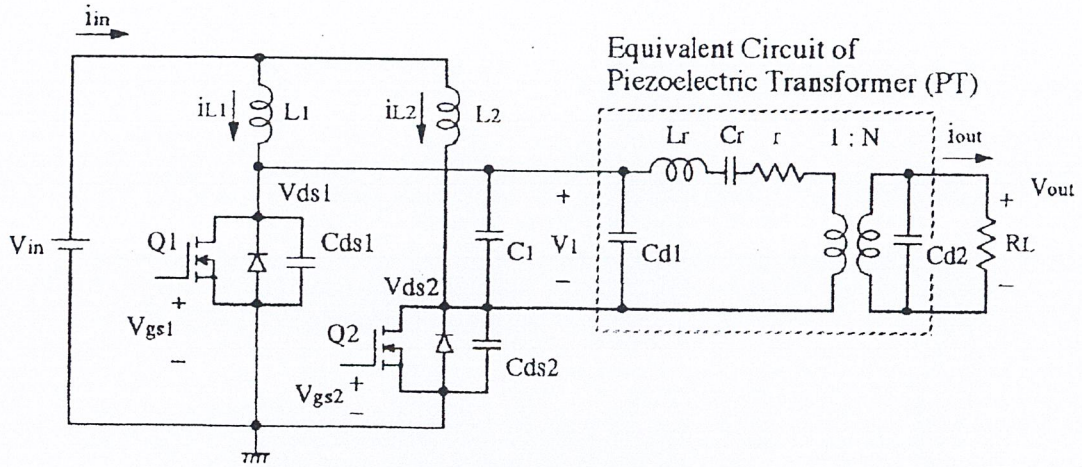 iin
Equivalent Circuit of
Piezoelectric Transformer (PT)
iL1
L1
iL2
L2
Lr
Cr
r
1 : N
iout
Vds1
+
+
Vout
Vin
Q1
Cds1
C1
V1
Cd1
Cd2
RL
+
Vgs1
−
Vds2
−
−
Q2
Cds2
Vgs2
+
−